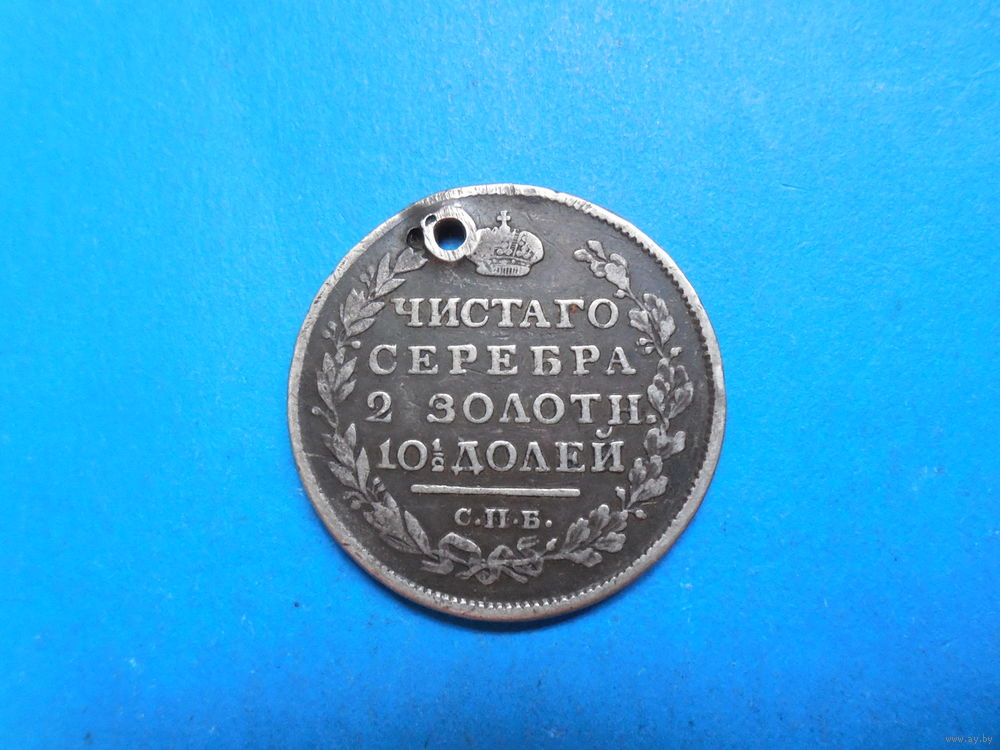 ЧИСТАГО
СЕРЕБРА
2 ЗОЛОТН.
10½ ДОЛЕЙ
С.П.Б.
www.ay.by